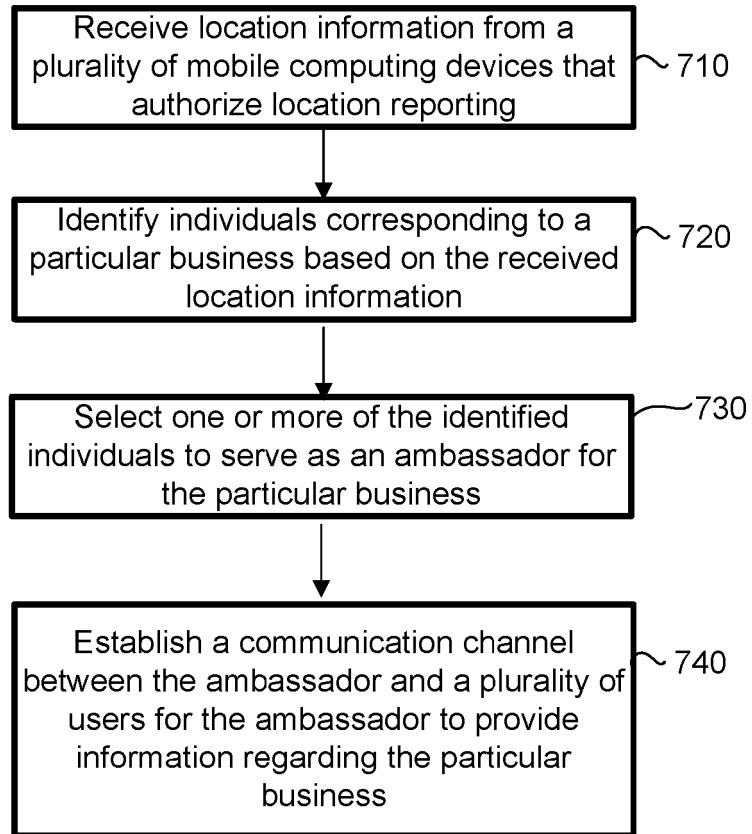 Receive location information from a
plurality of mobile computing devices that
authorize location reporting
710
Identify individuals corresponding to a
particular business based on the received
location information
720
Select one or more of the identified
individuals to serve as an ambassador for
the particular business
730
Establish a communication channel
between the ambassador and a plurality of
users for the ambassador to provide
information regarding the particular
business
740